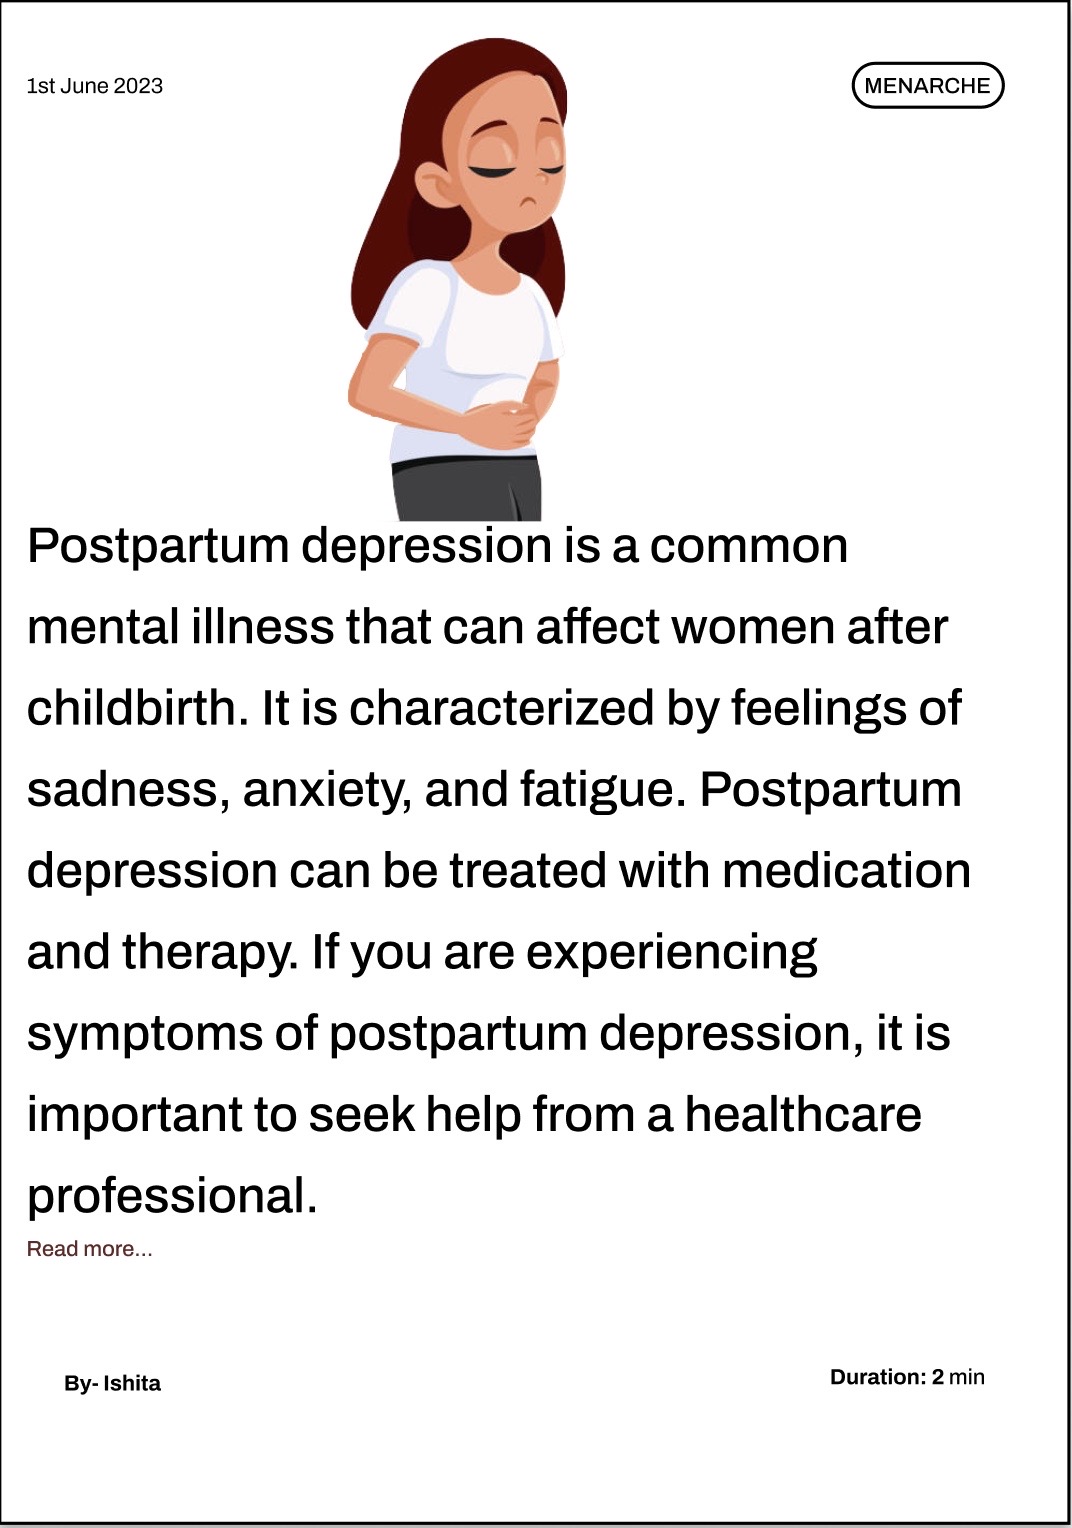 1st June 2023
MENARCHE
Postpartum depression is a common
mental illness that can affect women after
childbirth. It is characterized by feelings of
sadness, anxiety, and fatigue. Postpartum
depression can be treated with medication
and therapy. If you are experiencing
symptoms of postpartum depression, it is
important to seek help from a healthcare
professional.
Read more...
By- Ishita
Duration: 2 min